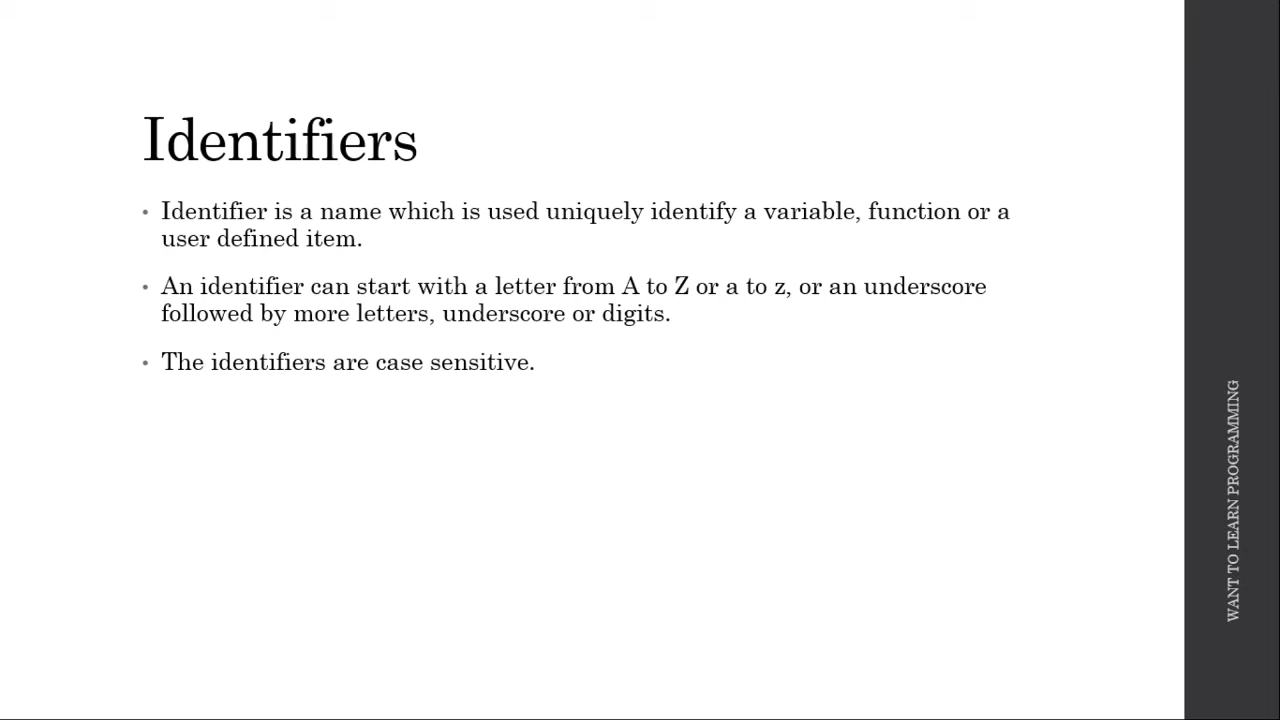 Identifiers
• Identifier is a name which is used uniquely identify a variable, function or a
user defined item.
• An identifier can start with a letter from A to Z or a to z, or an underscore
followed by more letters, underscore or digits.
• The identifiers are case sensitive.
WANT TO LEARN PROGRAMMING